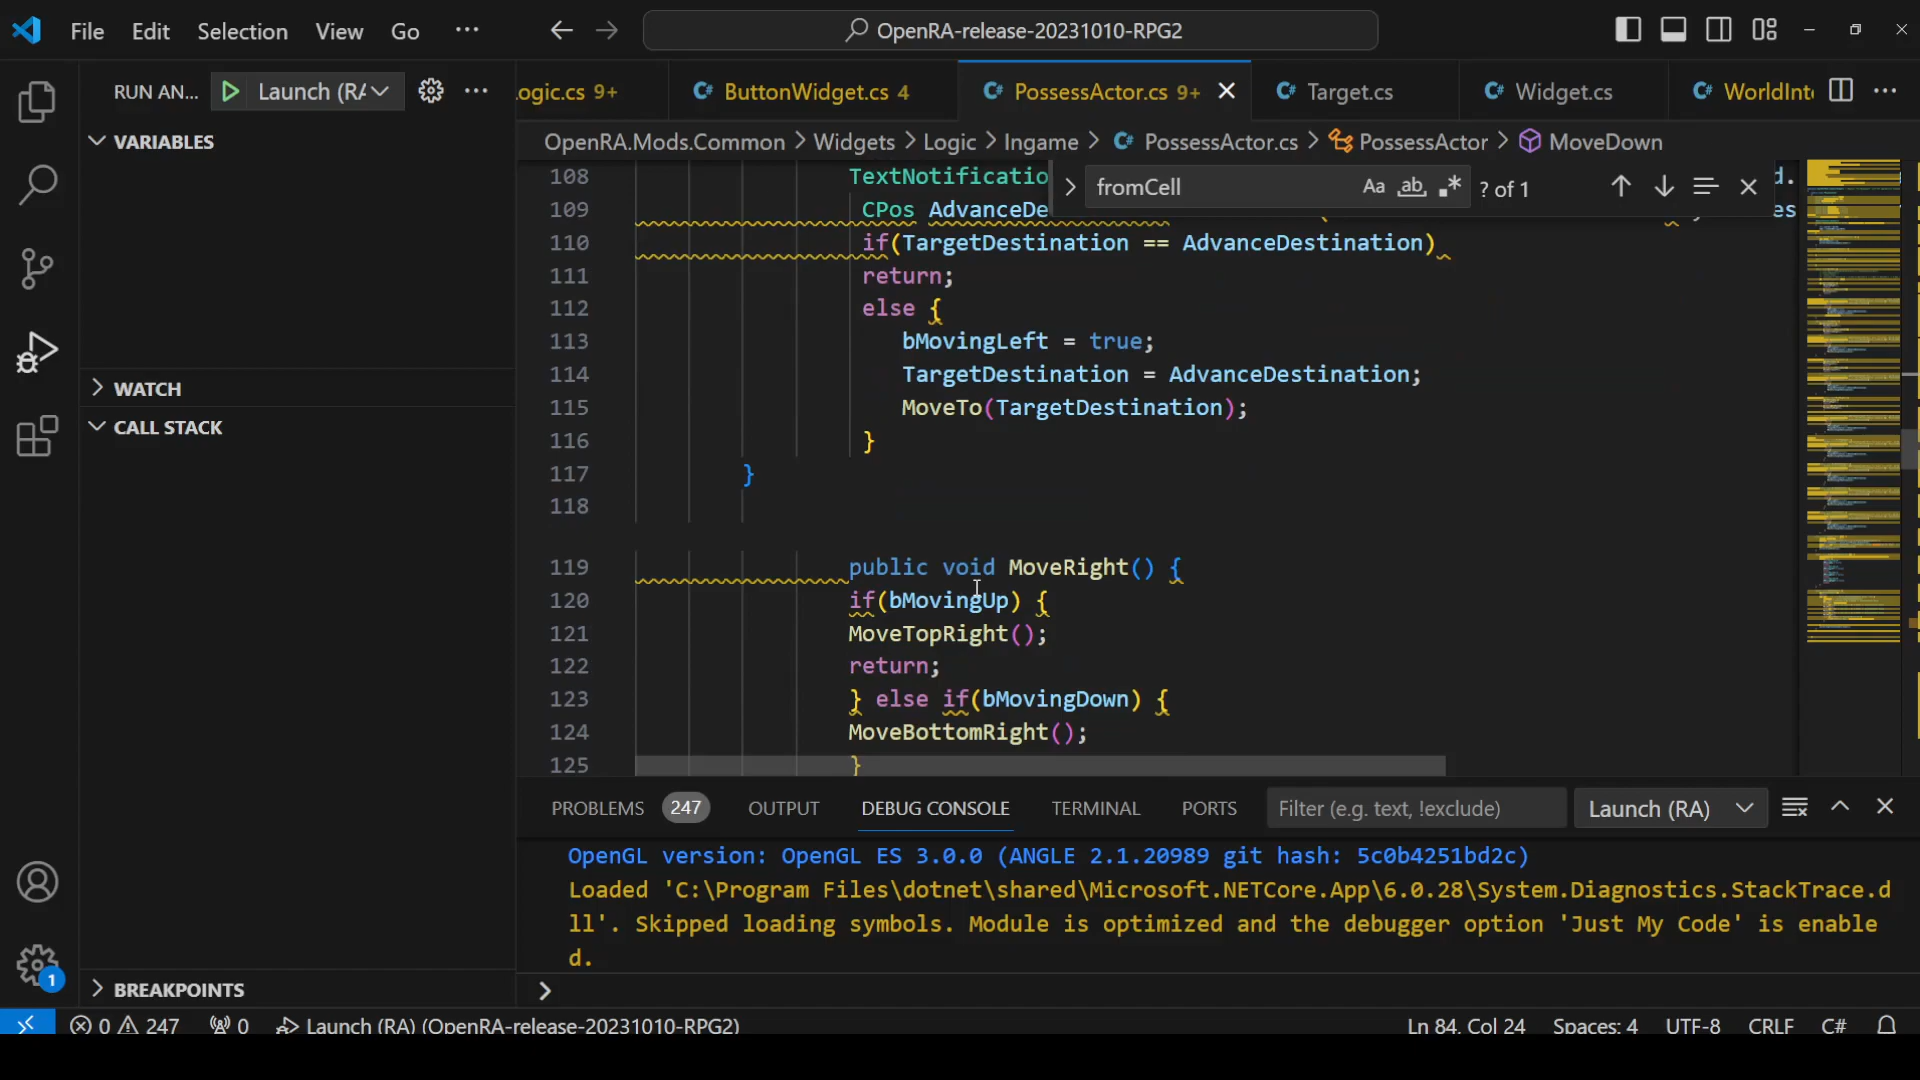 File Edit Selection View Go ··· OpenRA-release-20231010-RPG2
RUN AN... Launch (RA ···
ogic.cs 9+ ButtonWidget.cs 4 PossessActor.cs 9+ Target.cs Widget.cs WorldInte ···
VARIABLES
WATCH
CALL STACK
BREAKPOINTS
OpenRA.Mods.Common > Widgets > Logic > Ingame > PossessActor.cs > PossessActor > MoveDown
fromCell Aa ab .* ? of 1
108 TextNotificatio d.
109 CPos AdvanceDe es
110 if(TargetDestination == AdvanceDestination)
111 return;
112 else {
113 bMovingLeft = true;
114 TargetDestination = AdvanceDestination;
115 MoveTo(TargetDestination);
116 }
117 }
118
119 public void MoveRight() {
120 if(bMovingUp) {
121 MoveTopRight();
122 return;
123 } else if(bMovingDown) {
124 MoveBottomRight();
125 }
PROBLEMS 247 OUTPUT DEBUG CONSOLE TERMINAL PORTS Filter (e.g. text, !exclude) Launch (RA)
OpenGL version: OpenGL ES 3.0.0 (ANGLE 2.1.20989 git hash: 5c0b4251bd2c)
Loaded 'C:\Program Files\dotnet\shared\Microsoft.NETCore.App\6.0.28\System.Diagnostics.StackTrace.d
ll'. Skipped loading symbols. Module is optimized and the debugger option 'Just My Code' is enable
d.
>
1
0 247 0 Launch (RA) (OpenRA-release-20231010-RPG2) Ln 84, Col 24 Spaces: 4 UTF-8 CRLF C#